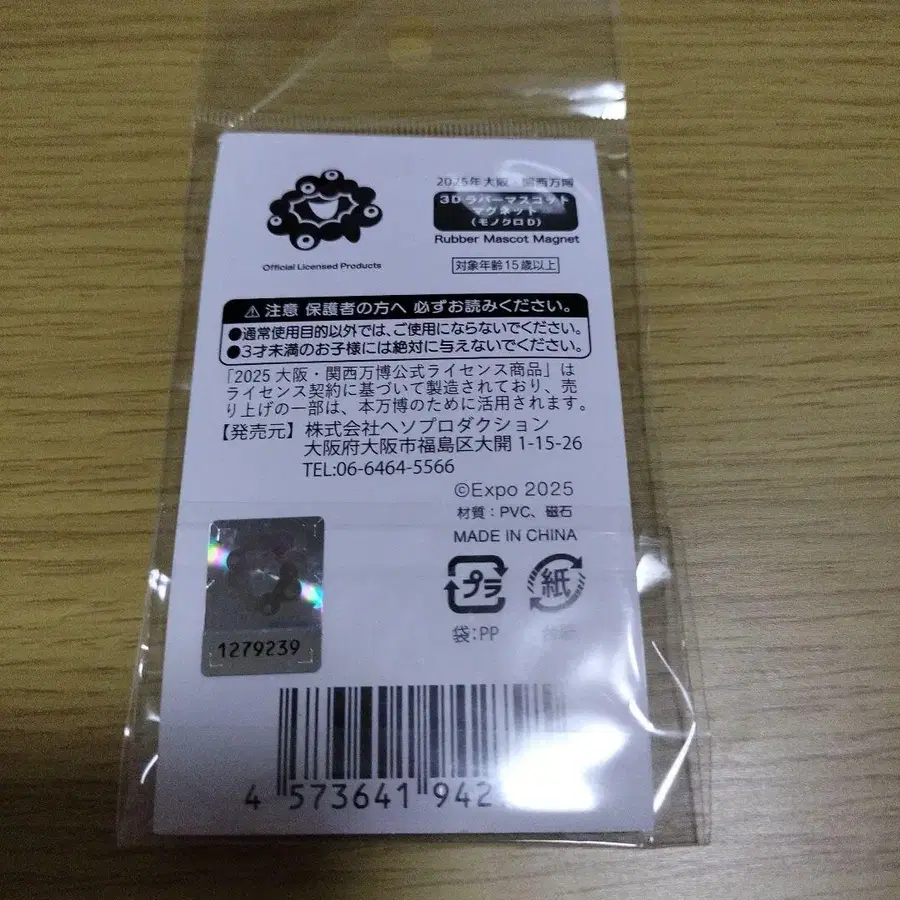 Official Licensed Products
2025年大阪・関西万博
3Dラバーマスコット
マグネット
(モノクロD)
Rubber Mascot Magnet
対象年齢15歳以上
⚠注意 保護者の方へ 必ずお読みください。
●通常使用目的以外では、ご使用にならないでください。
●3才未満のお子様には絶対に与えないでください。
「2025 大阪・関西万博公式ライセンス商品」は
ライセンス契約に基づいて製造されており、売
り上げの一部は、本万博のために活用されます。
【発売元】株式会社ヘソプロダクション
大阪府大阪市福島区大開 1-15-26
TEL:06-6464-5566
©Expo 2025
材質：PVC、磁石
MADE IN CHINA
プラ
紙
袋:PP
台紙
1279239
4 573641 942